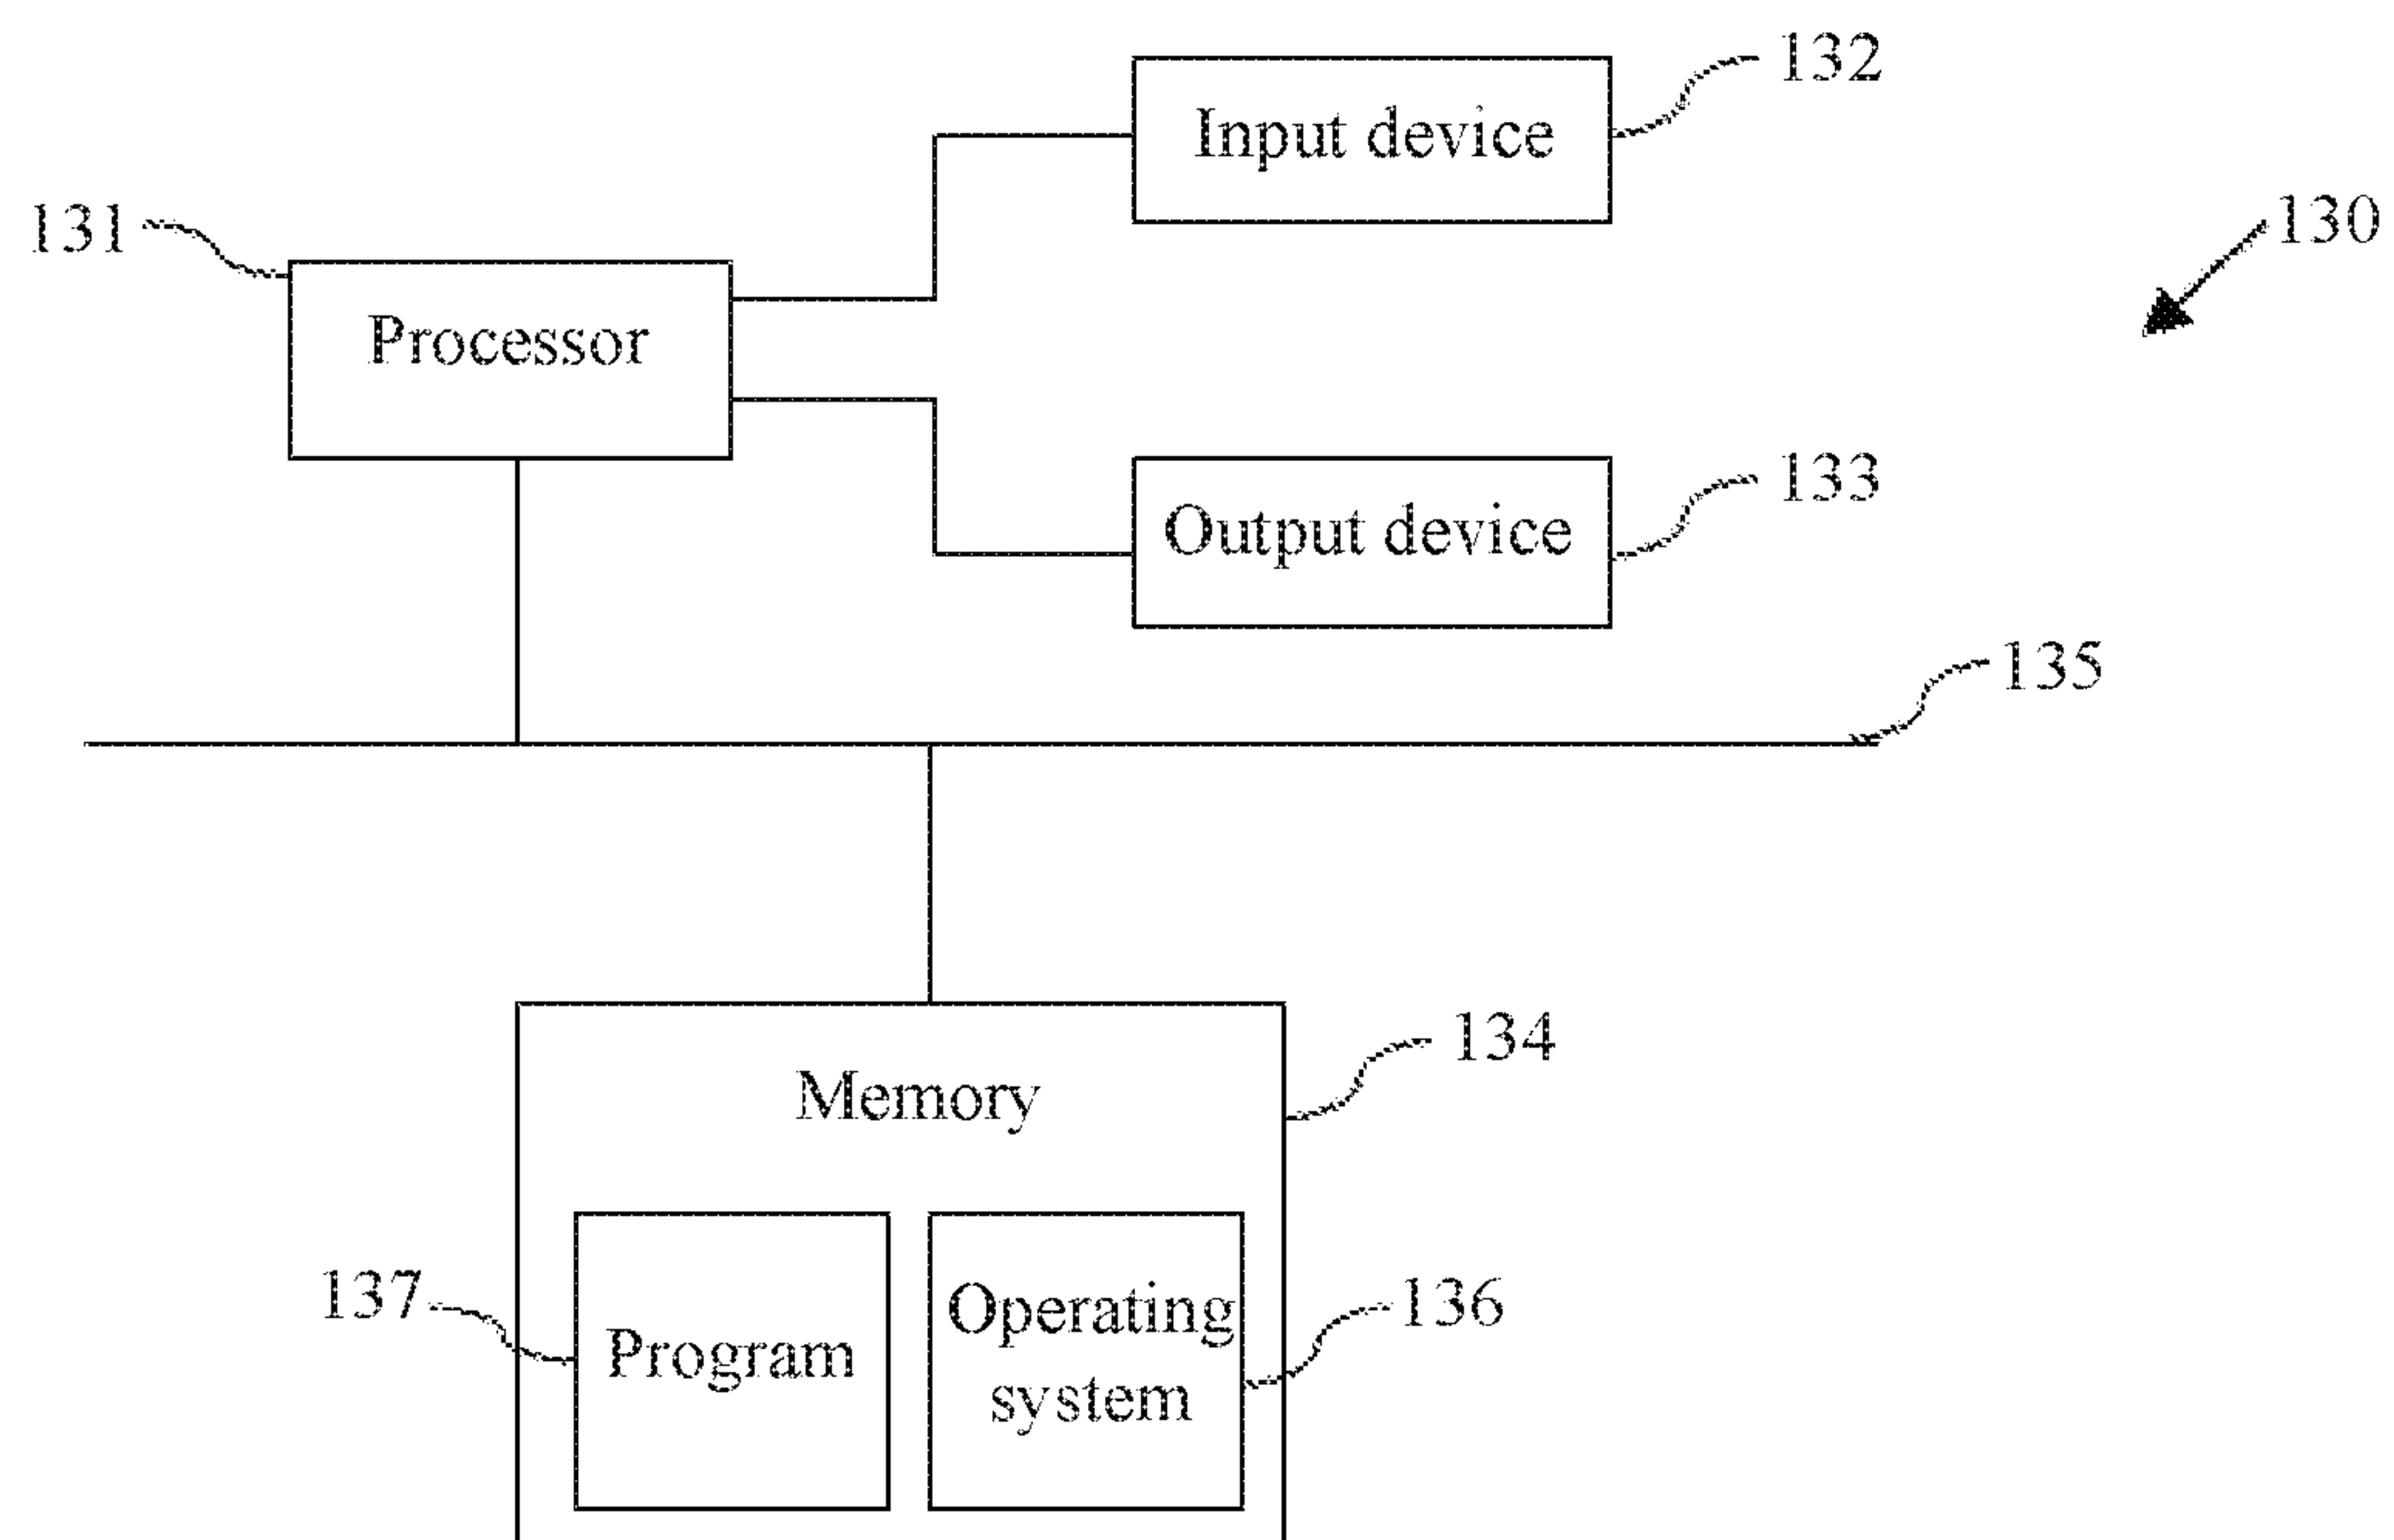 132
Input device
130
131
Processor
133
Output device
135
134
Memory
137
Program
Operating
system
136